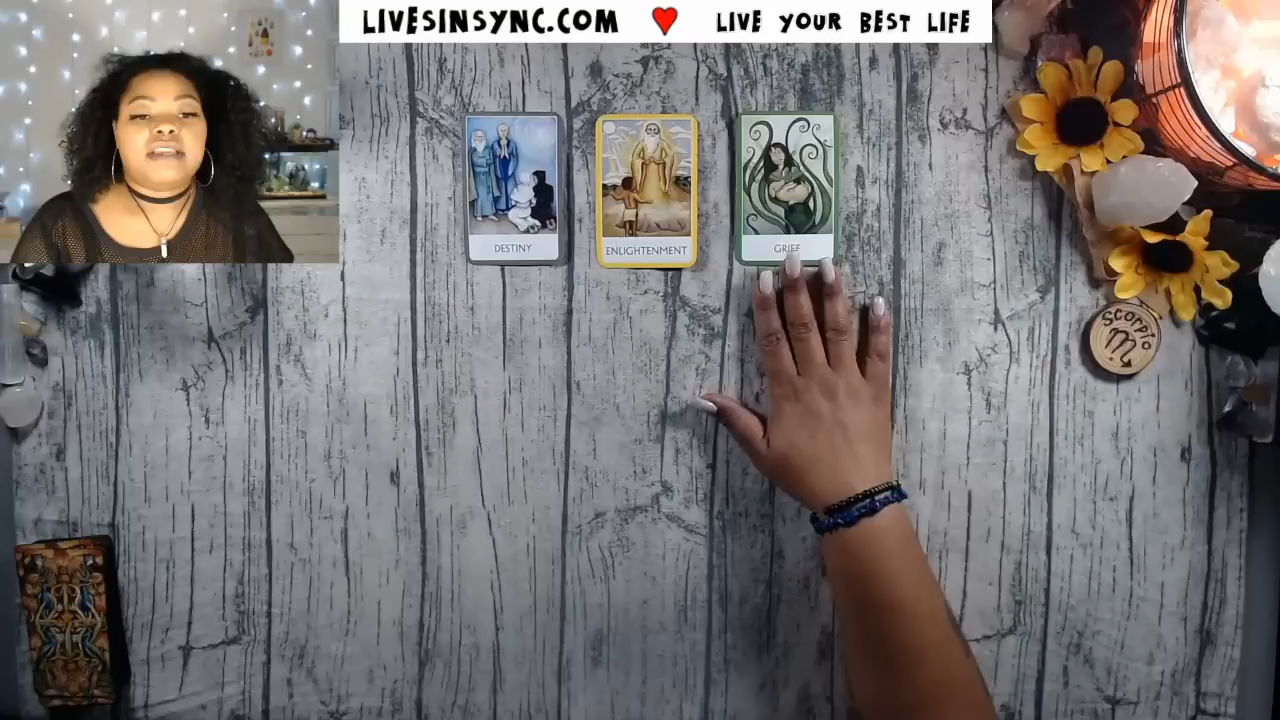 LIVESINSYNC.COM ❤ LIVE YOUR BEST LIFE
DESTINY
ENLIGHTENMENT
GRIEF
Scorpio
♏